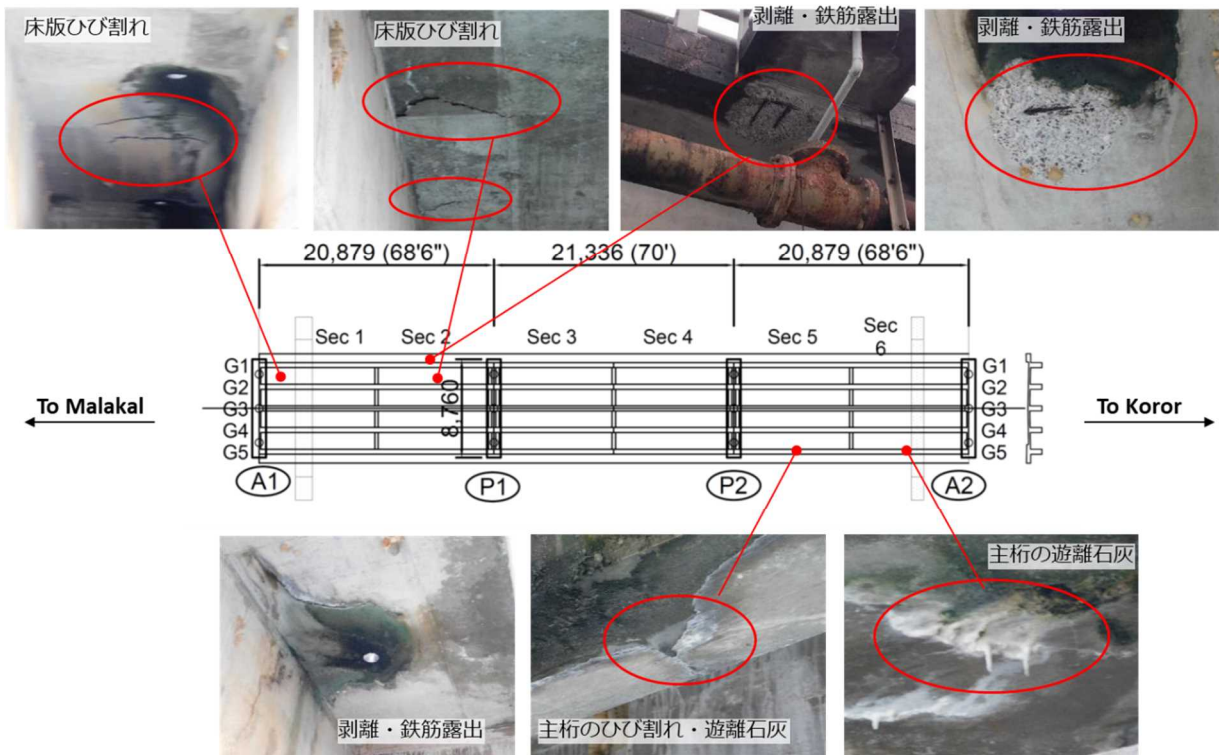 床版ひび割れ
床版ひび割れ
剥離・鉄筋露出
剥離・鉄筋露出
20,879 (68'6")
21,336 (70')
20,879 (68'6")
Sec 1
Sec 2
Sec 3
Sec 4
Sec 5
Sec
6
G1
G2
G3
G4
G5
8,760
G1
G2
G3
G4
G5
To Malakal
To Koror
A1
P1
P2
A2
剥離・鉄筋露出
主桁のひび割れ・遊離石灰
主桁の遊離石灰